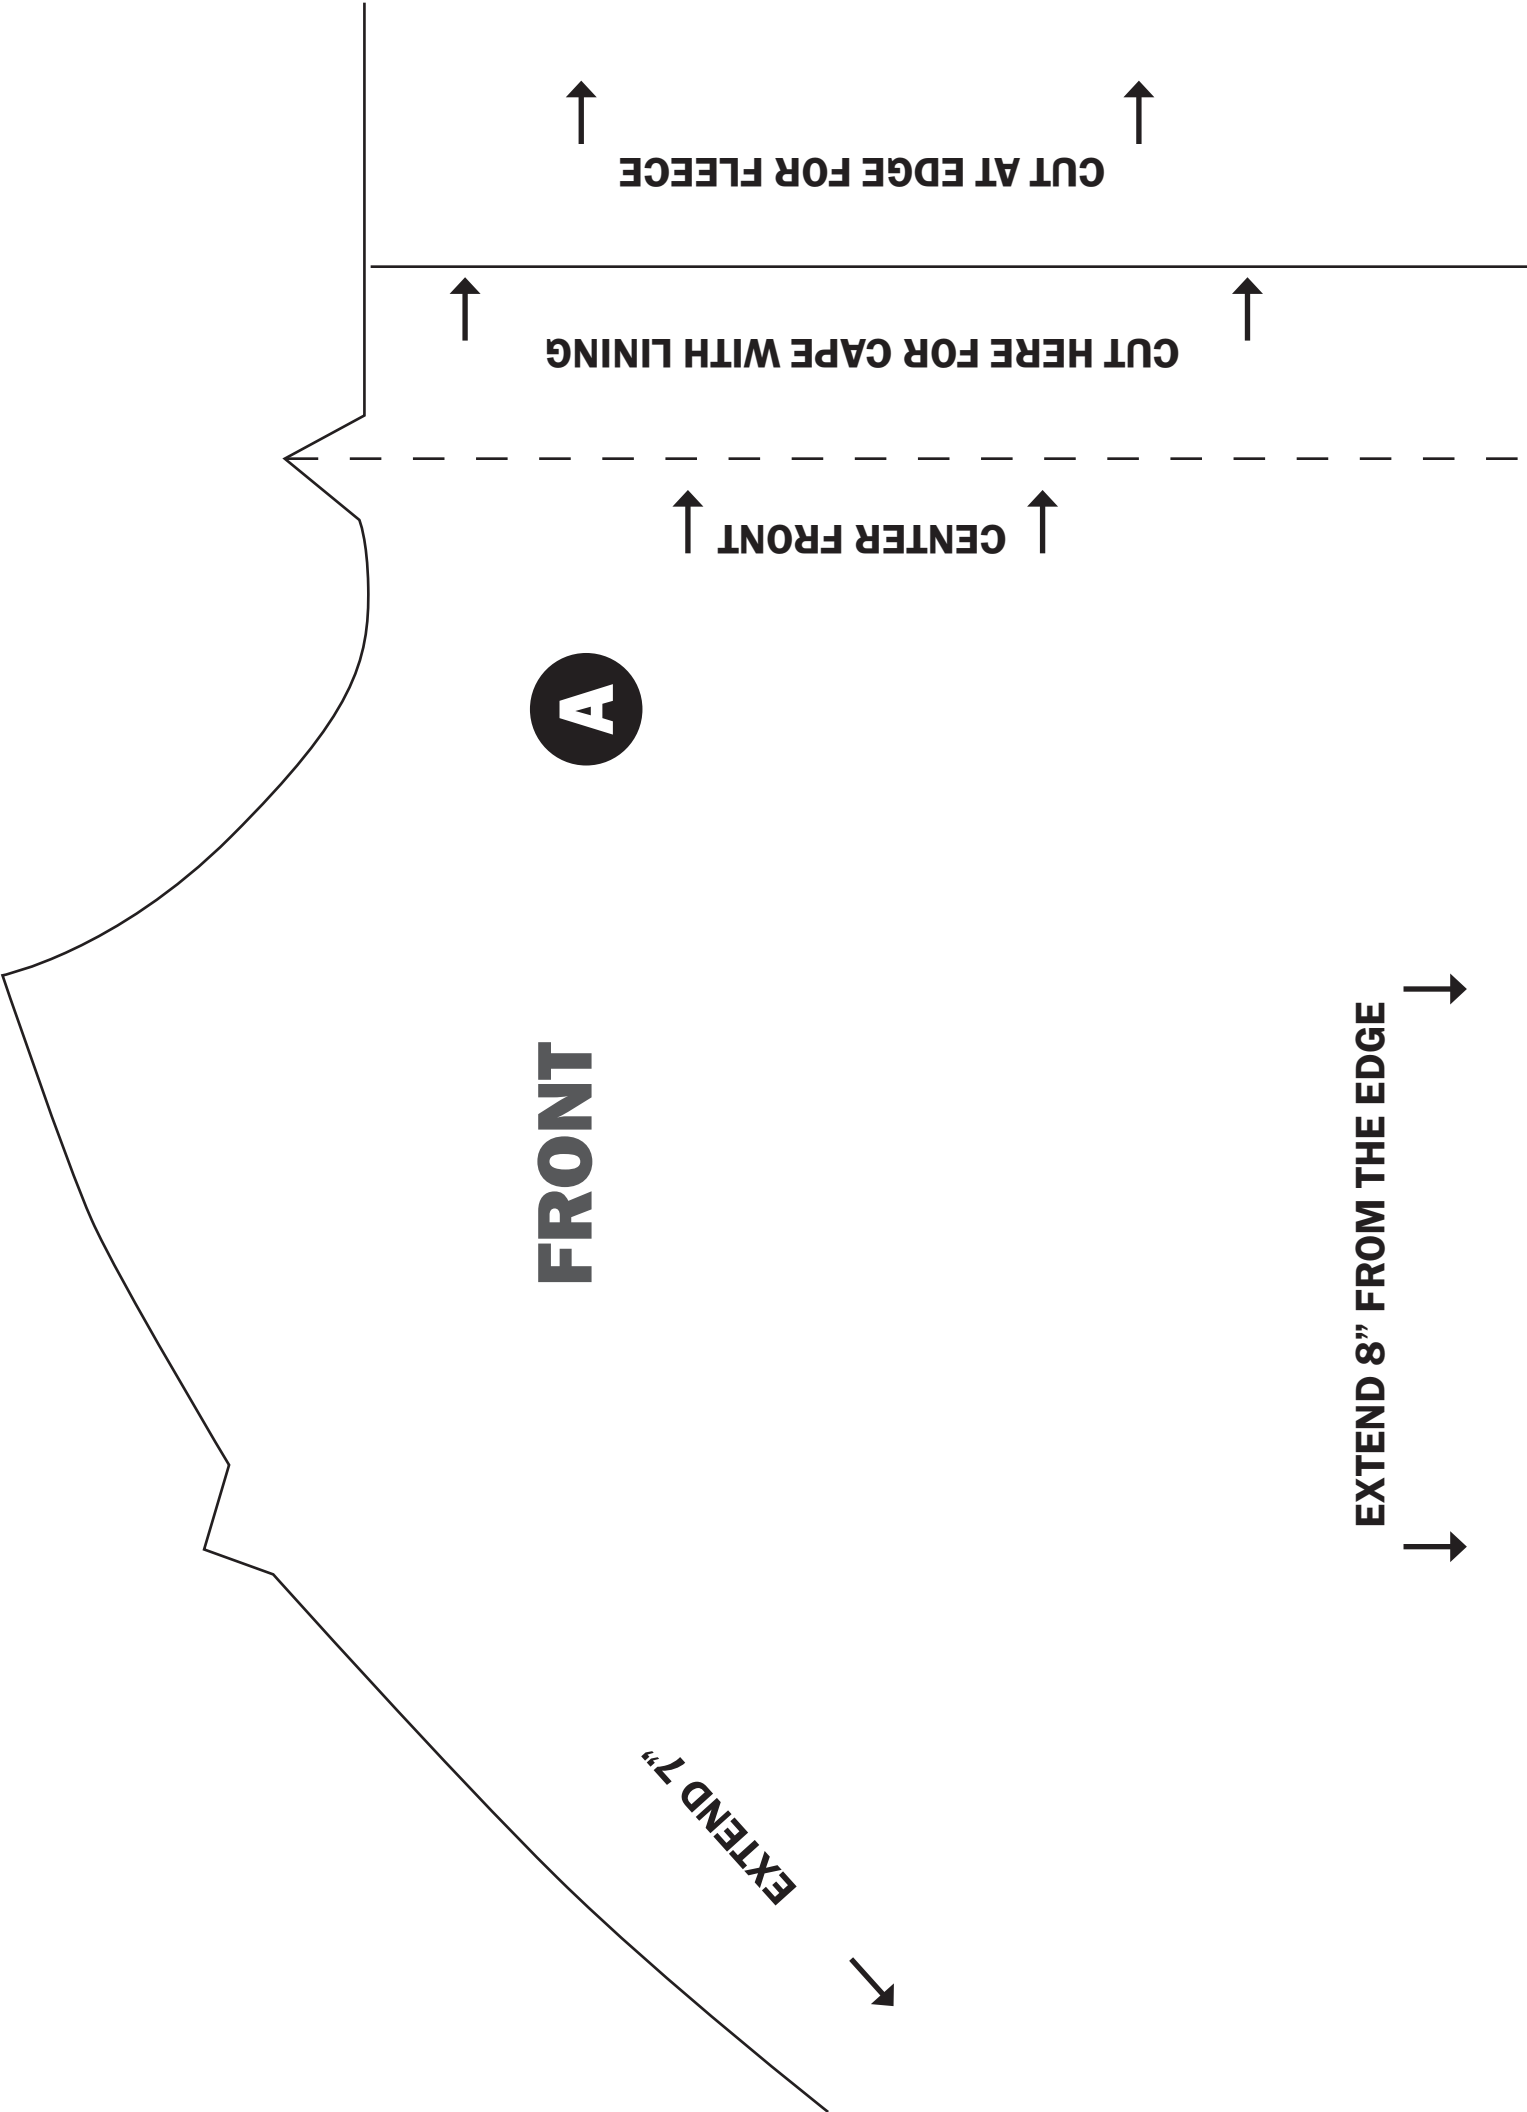 CUT AT EDGE FOR FLEECE
CUT HERE FOR CAPE WITH LINING
CENTER FRONT
A
FRONT
EXTEND 8” FROM THE EDGE
EXTEND 7”